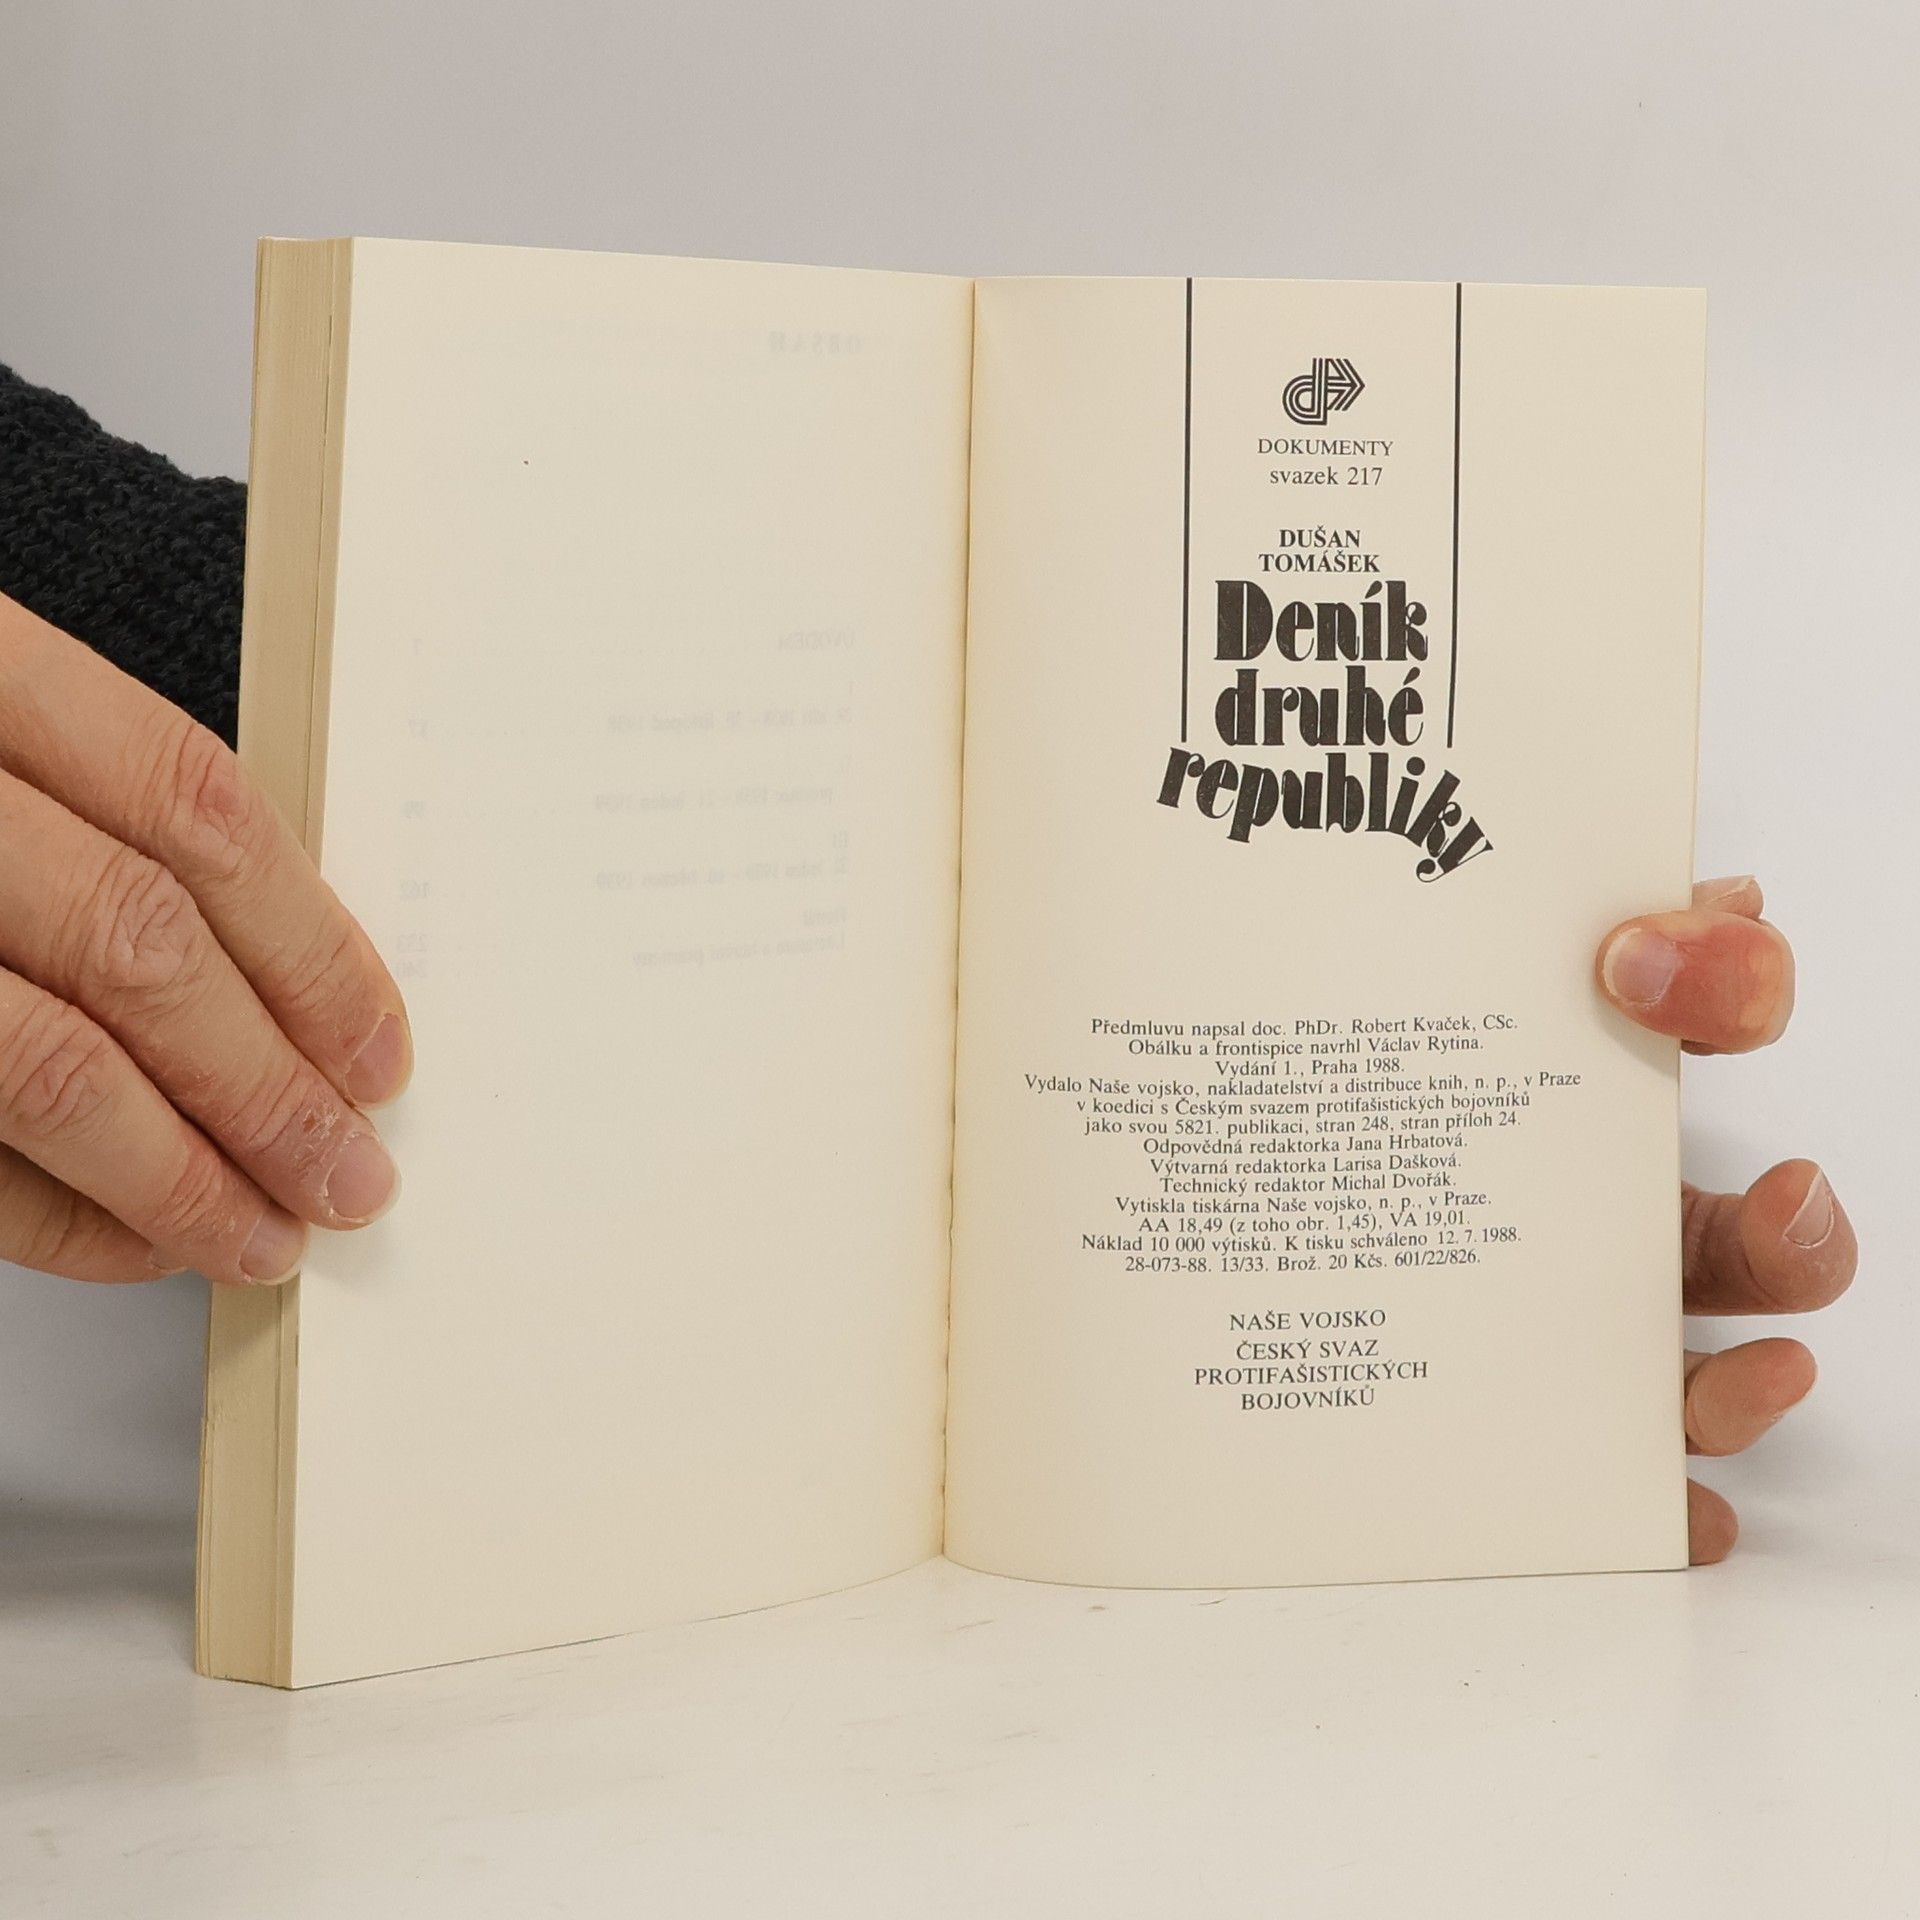 DOKUMENTY
svazek 217
DUŠAN
TOMÁŠEK
Deník
druhé
republiky
Předmluvu napsal doc. PhDr. Robert Kvaček, CSc.
Obálku a frontispice navrhl Václav Rytina.
Vydání 1., Praha 1988.
Vydalo Naše vojsko, nakladatelství a distribuce knih, n. p., v Praze
v koedici s Českým svazem protifašistických bojovníků
jako svou 5821. publikaci, stran 248, stran příloh 24.
Odpovědná redaktorka Jana Hrbatová.
Výtvarná redaktorka Larisa Dašková.
Technický redaktor Michal Dvořák.
Vytiskla tiskárna Naše vojsko, n. p., v Praze.
AA 18,49 (z toho obr. 1,45), VA 19,01.
Náklad 10 000 výtisků. K tisku schváleno 12. 7. 1988.
28-073-88. 13/33. Brož. 20 Kčs. 601/22/826.
NAŠE VOJSKO
ČESKÝ SVAZ
PROTIFAŠISTICKÝCH
BOJOVNÍKŮ